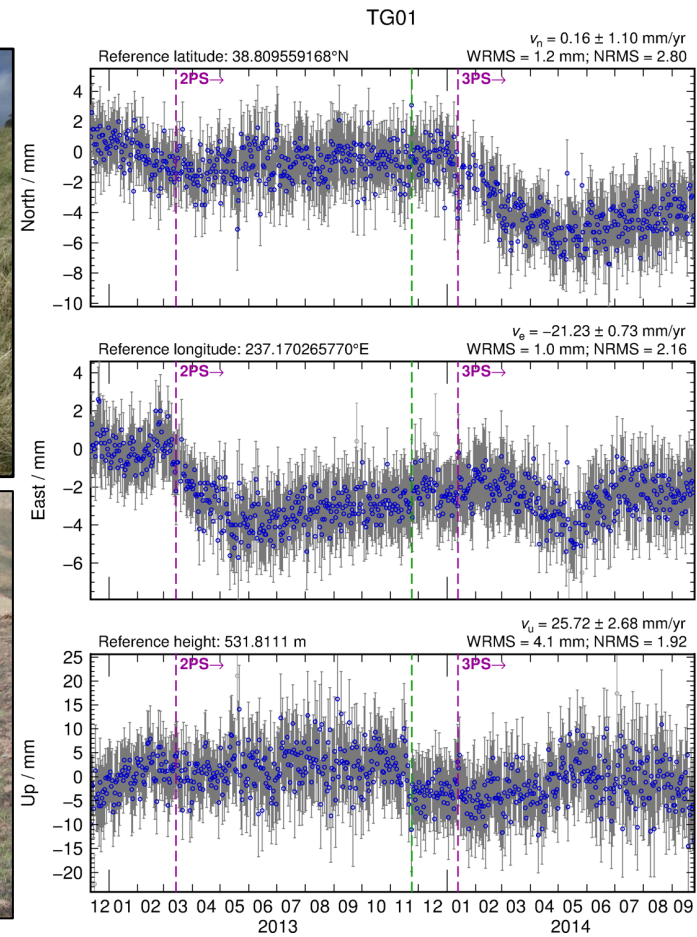 TG01
vn = 0.16 ± 1.10 mm/yr
Reference latitude: 38.809559168°N WRMS = 1.2 mm; NRMS = 2.80
2PS→ 3PS→
4
2
0
−2
−4
−6
−8
−10
North / mm
ve = −21.23 ± 0.73 mm/yr
Reference longitude: 237.170265770°E WRMS = 1.0 mm; NRMS = 2.16
2PS→ 3PS→
4
2
0
−2
−4
−6
East / mm
vu = 25.72 ± 2.68 mm/yr
Reference height: 531.8111 m WRMS = 4.1 mm; NRMS = 1.92
2PS→ 3PS→
25
20
15
10
5
0
−5
−10
−15
−20
Up / mm
12 01 02 03 04 05 06 07 08 09 10 11 12 01 02 03 04 05 06 07 08 09
2013 2014